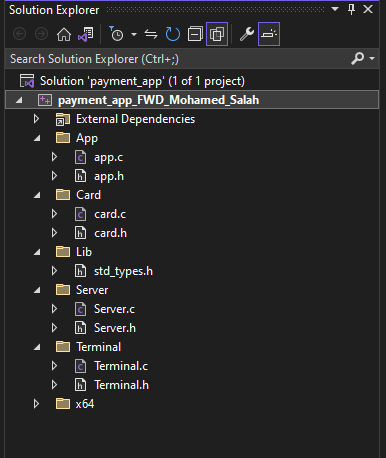 Solution Explorer
Search Solution Explorer (Ctrl+;)
Solution 'payment_app' (1 of 1 project)
payment_app_FWD_Mohamed_Salah
External Dependencies
App
app.c
app.h
Card
card.c
card.h
Lib
std_types.h
Server
Server.c
Server.h
Terminal
Terminal.c
Terminal.h
x64